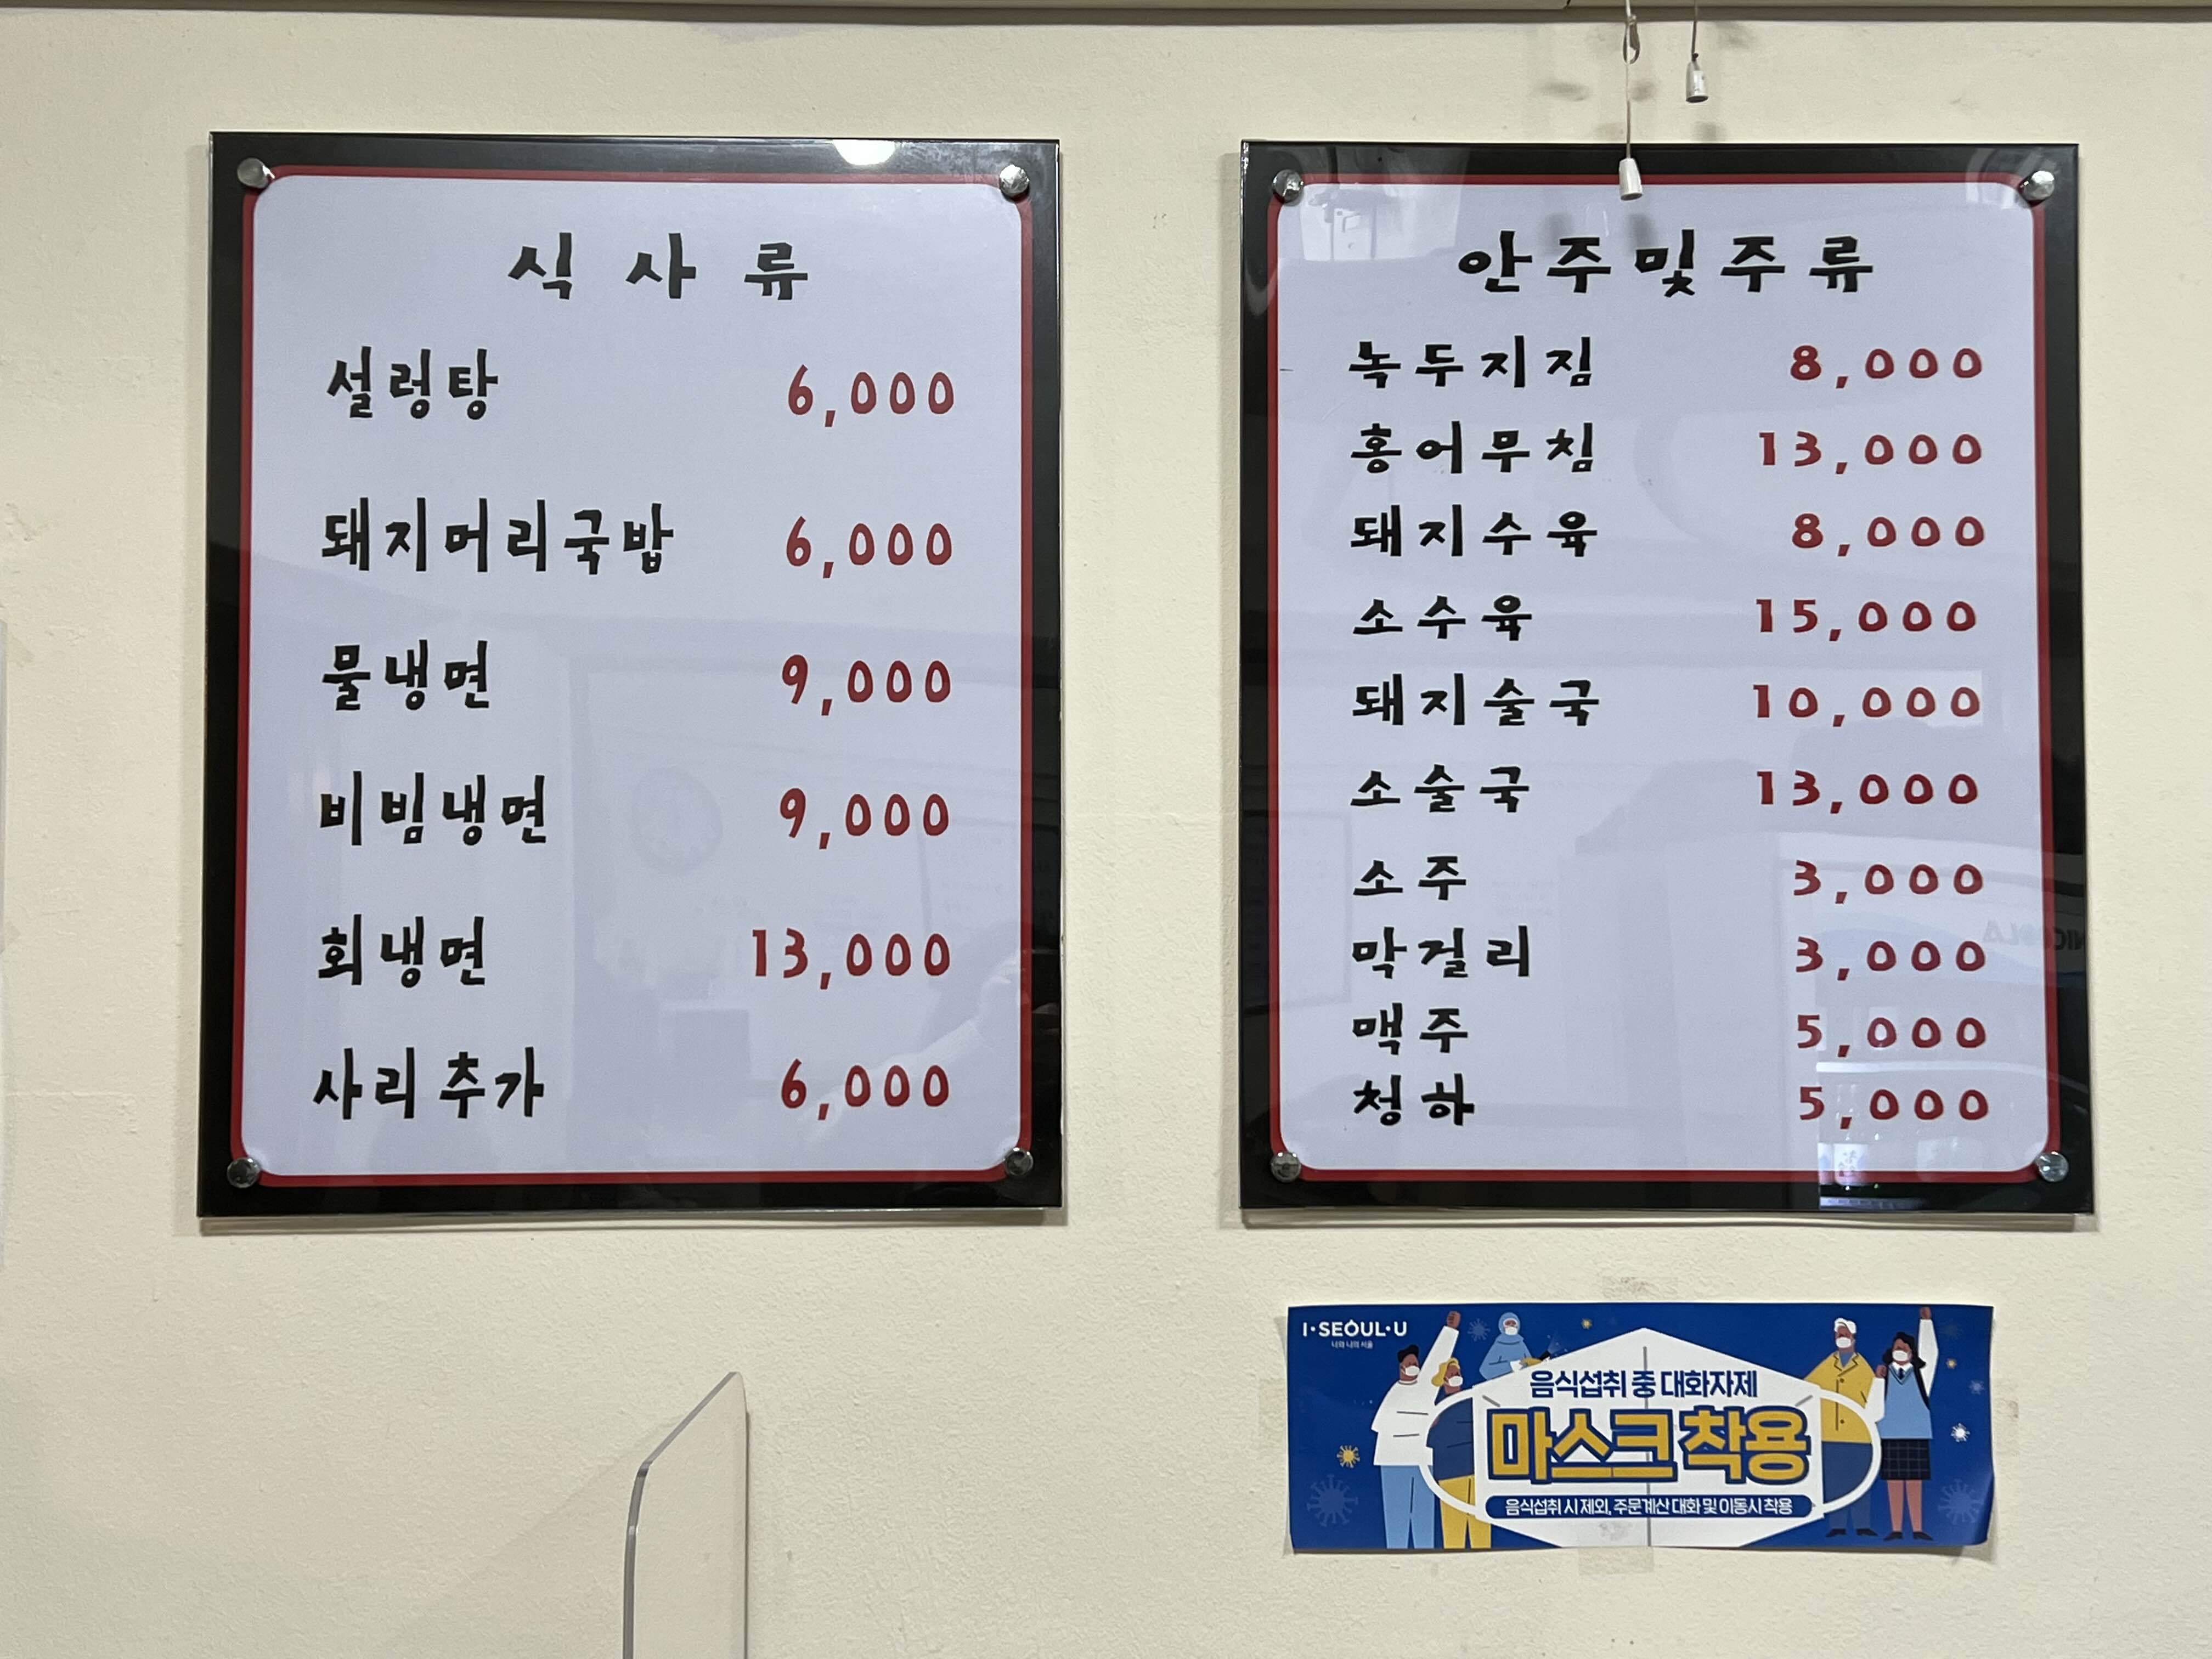 식사류
설렁탕 6,000
돼지머리국밥 6,000
물냉면 9,000
비빔냉면 9,000
회냉면 13,000
사리추가 6,000
안주및주류
녹두지짐 8,000
홍어무침 13,000
돼지수육 8,000
소수육 15,000
돼지술국 10,000
소술국 13,000
소주 3,000
막걸리 3,000
맥주 5,000
청하 5,000
I·SEOUL·U
너와 나의 서울
음식섭취 중 대화자제
마스크 착용
음식섭취 시 제외, 주문계산 대화 및 이동시 착용